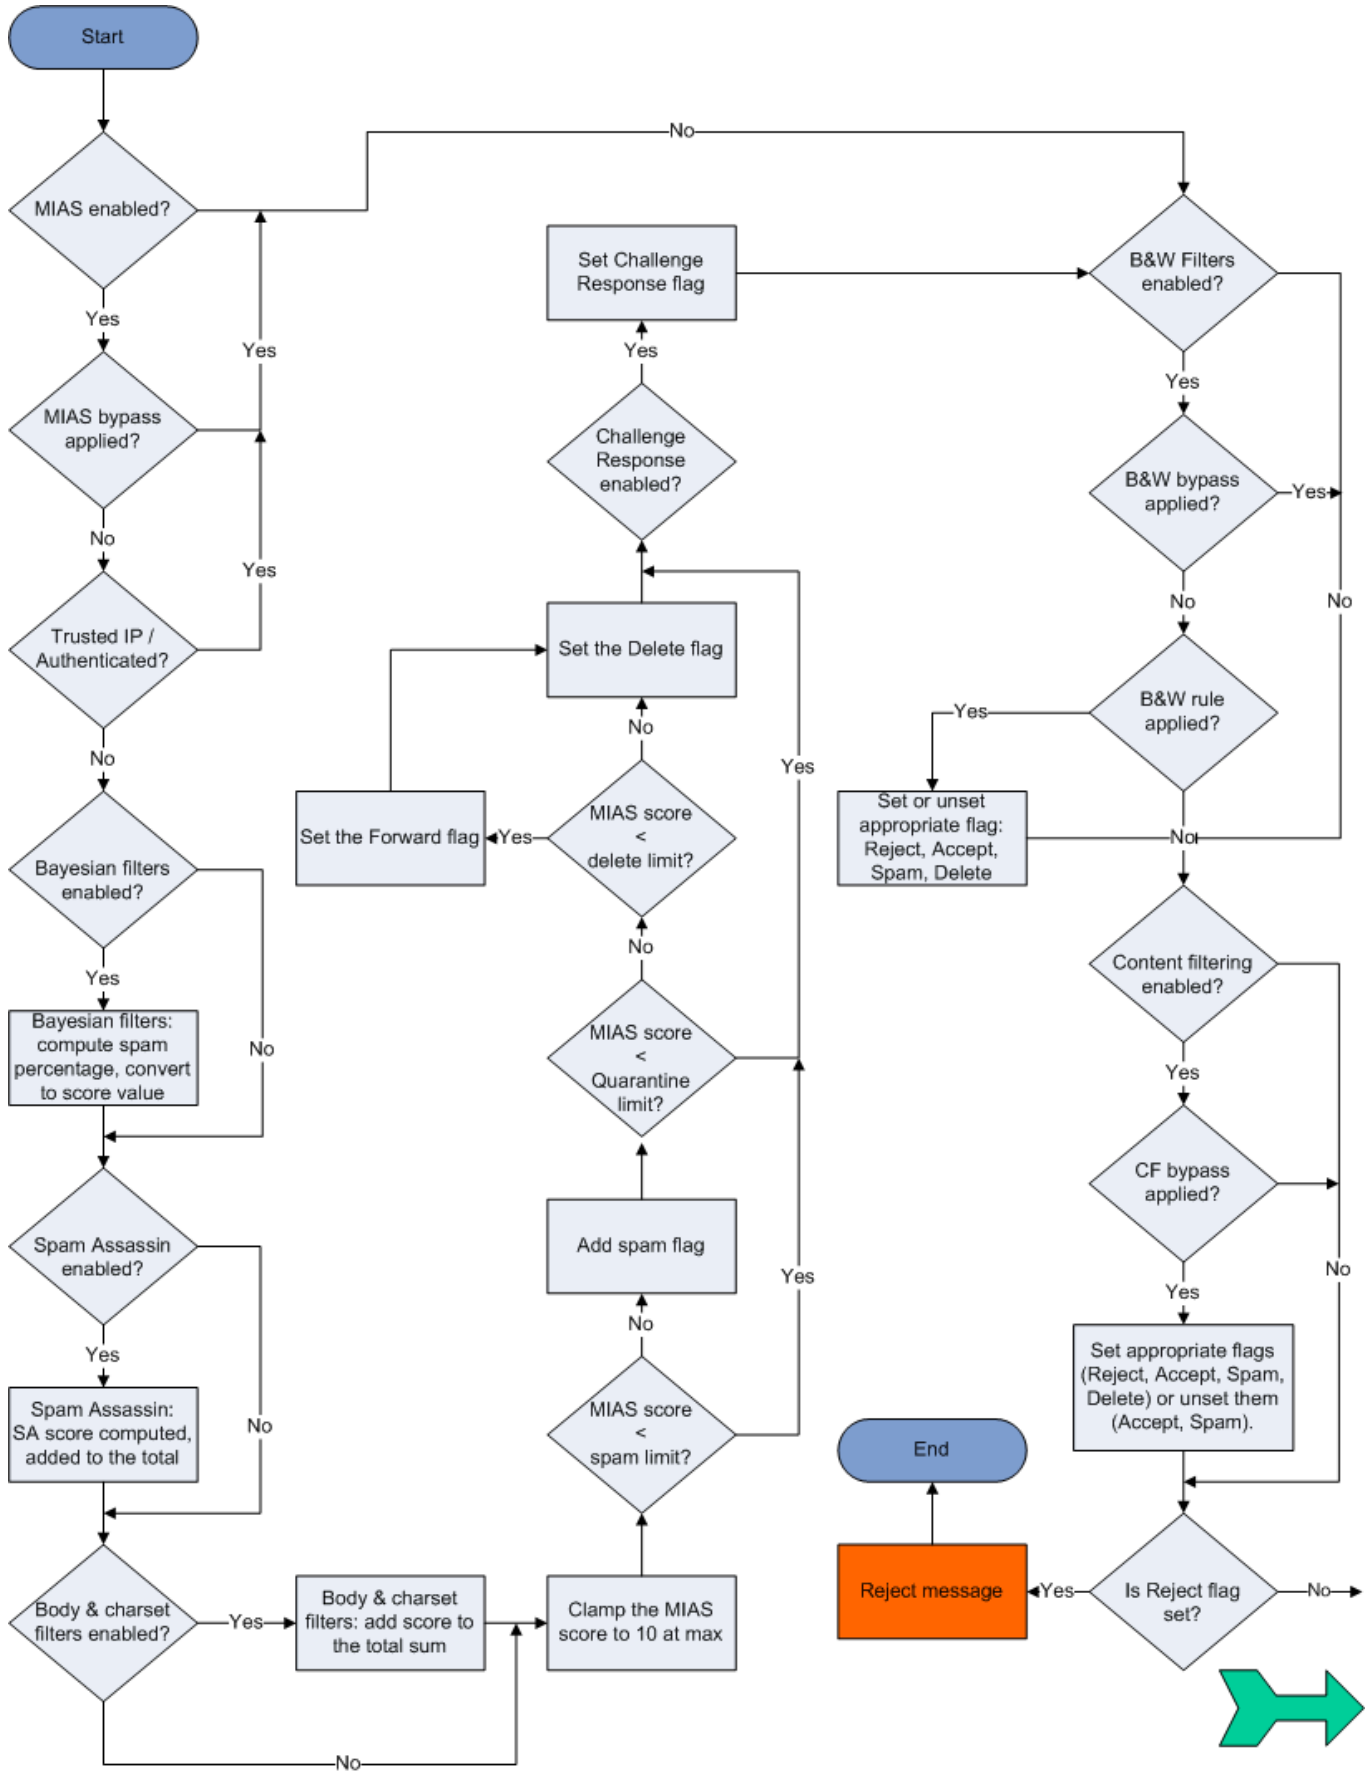 Start
No
MIAS enabled?
Yes
Yes
MIAS bypass
applied?
No
Yes
Trusted IP /
Authenticated?
No
Bayesian filters
enabled?
Yes
Bayesian filters:
compute spam
percentage, convert
to score value
No
Spam Assassin
enabled?
Yes
Spam Assassin:
SA score computed,
added to the total
No
Body & charset
filters enabled?
Yes
Body & charset
filters: add score to
the total sum
No
Clamp the MIAS
score to 10 at max
MIAS score
<
spam limit?
No
Yes
Add spam flag
MIAS score
<
Quarantine
limit?
No
Yes
MIAS score
<
delete limit?
Yes
Set the Forward flag
No
Set the Delete flag
Challenge
Response
enabled?
Yes
Set Challenge
Response flag
B&W Filters
enabled?
Yes
No
B&W bypass
applied?
Yes
No
B&W rule
applied?
Yes
Set or unset
appropriate flag:
Reject, Accept,
Spam, Delete
No
Content filtering
enabled?
Yes
No
CF bypass
applied?
Yes
Set appropriate flags
(Reject, Accept, Spam,
Delete) or unset them
(Accept, Spam).
Is Reject flag
set?
No
Yes
Reject message
End